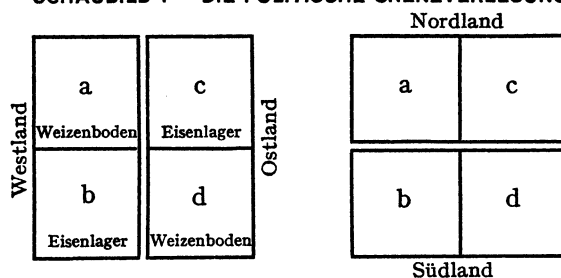 Nordland
Westland
a
Weizenboden
c
Eisenlager
b
Eisenlager
d
Weizenboden
Ostland
a
c
b
d
Südland